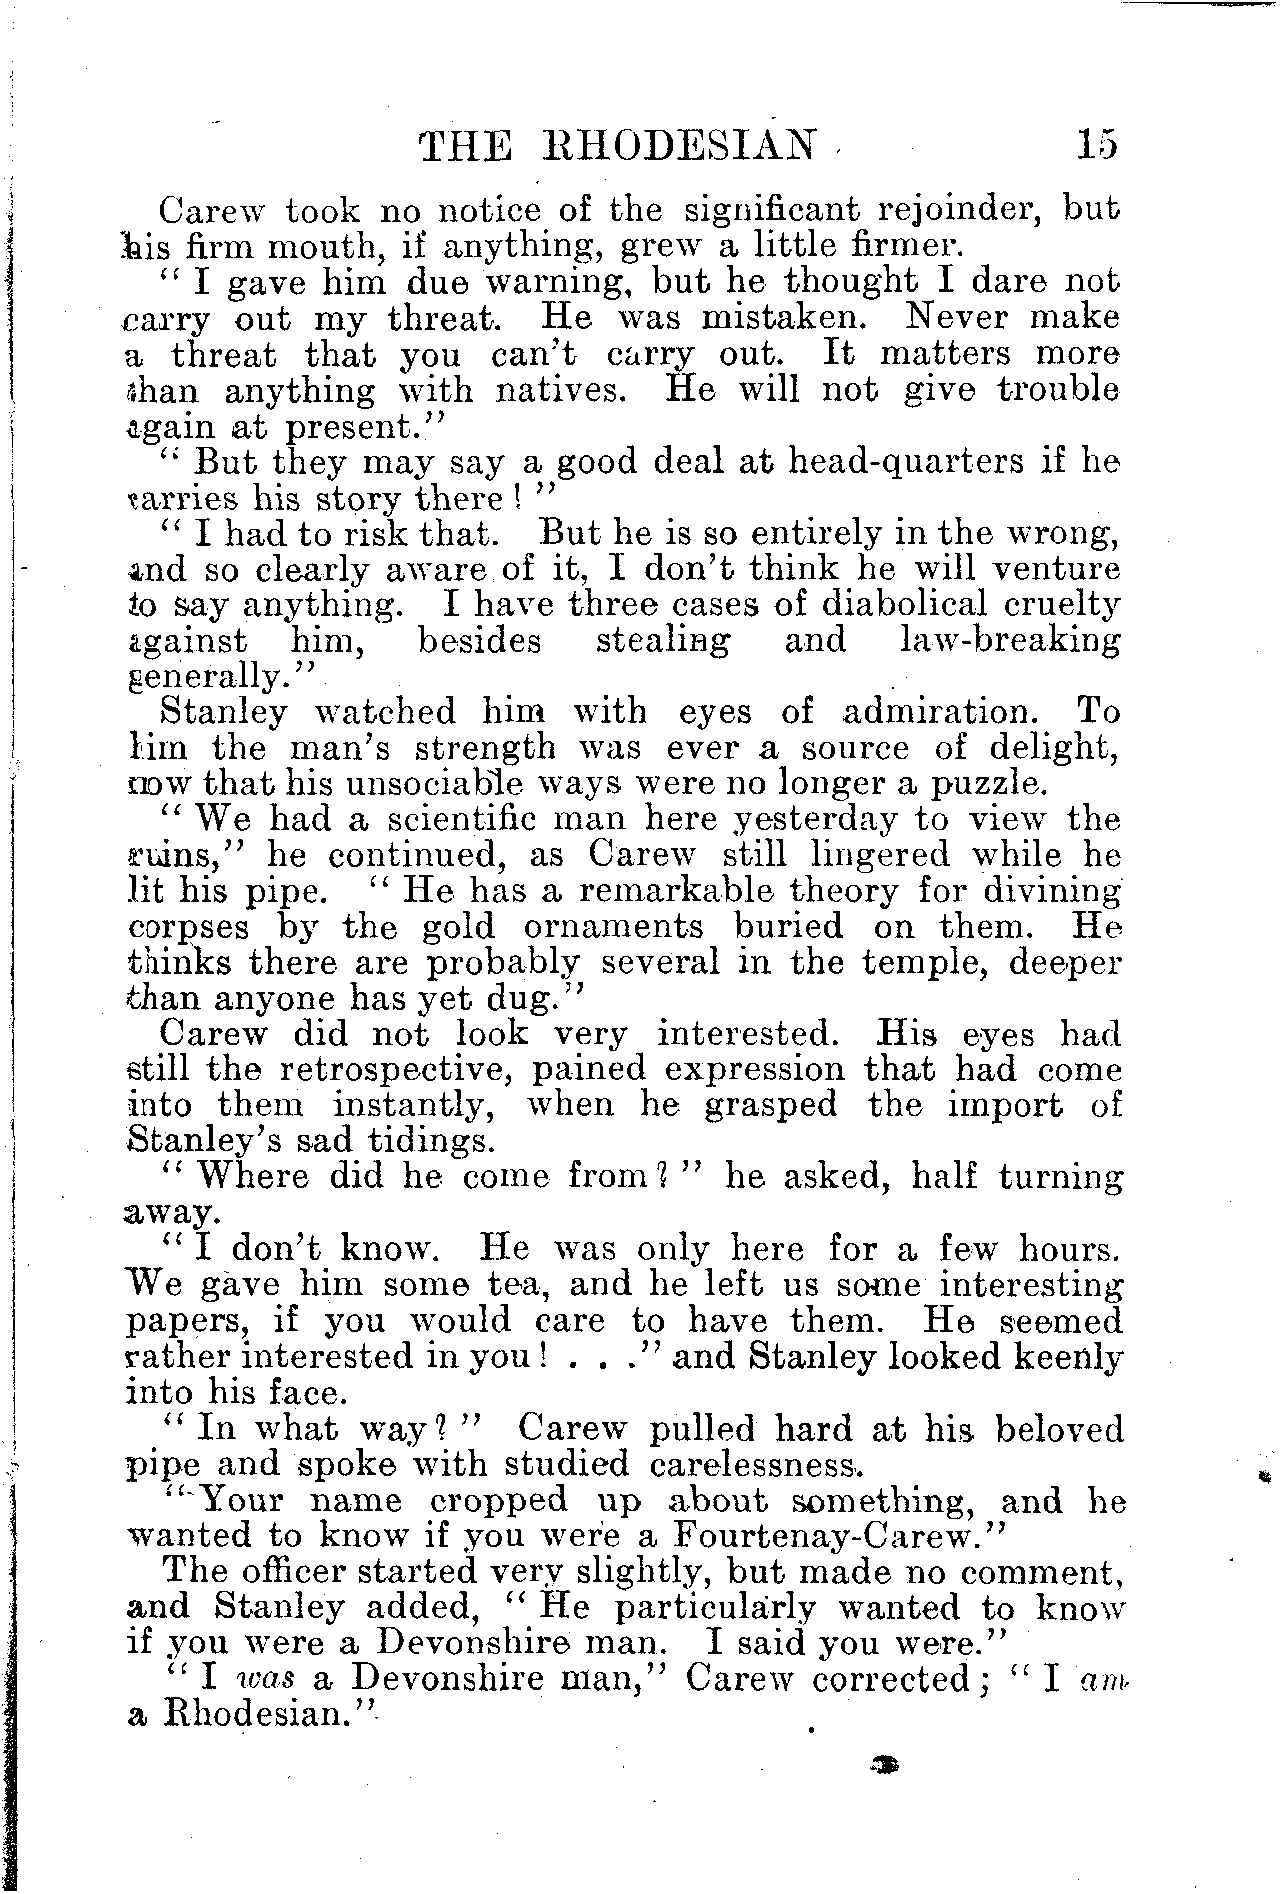 THE RHODESIAN 15
Carew took no notice of the significant rejoinder, but
his firm mouth, if anything, grew a little firmer.
“ I gave him due warning, but he thought I dare not
carry out my threat. He was mistaken. Never make
a threat that you can’t carry out. It matters more
than anything with natives. He will not give trouble
again at present.”
“ But they may say a good deal at head-quarters if he
carries his story there ! ”
“ I had to risk that. But he is so entirely in the wrong,
and so clearly aware of it, I don’t think he will venture
to say anything. I have three cases of diabolical cruelty
against him, besides stealing and law-breaking
generally.”
Stanley watched him with eyes of admiration. To
him the man’s strength was ever a source of delight,
now that his unsociable ways were no longer a puzzle.
“ We had a scientific man here yesterday to view the
ruins,” he continued, as Carew still lingered while he
lit his pipe. “ He has a remarkable theory for divining
corpses by the gold ornaments buried on them. He
thinks there are probably several in the temple, deeper
than anyone has yet dug.”
Carew did not look very interested. His eyes had
still the retrospective, pained expression that had come
into them instantly, when he grasped the import of
Stanley’s sad tidings.
“ Where did he come from? ” he asked, half turning
away.
“ I don’t know. He was only here for a few hours.
We gave him some tea, and he left us some interesting
papers, if you would care to have them. He seemed
rather interested in you! . . .” and Stanley looked keenly
into his face.
“ In what way? ” Carew pulled hard at his beloved
pipe and spoke with studied carelessness.
“ Your name cropped up about something, and he
wanted to know if you were a Fourtenay-Carew.”
The officer started very slightly, but made no comment,
and Stanley added, “ He particularly wanted to know
if you were a Devonshire man. I said you were.”
“ I was a Devonshire man,” Carew corrected; “ I am
a Rhodesian.”